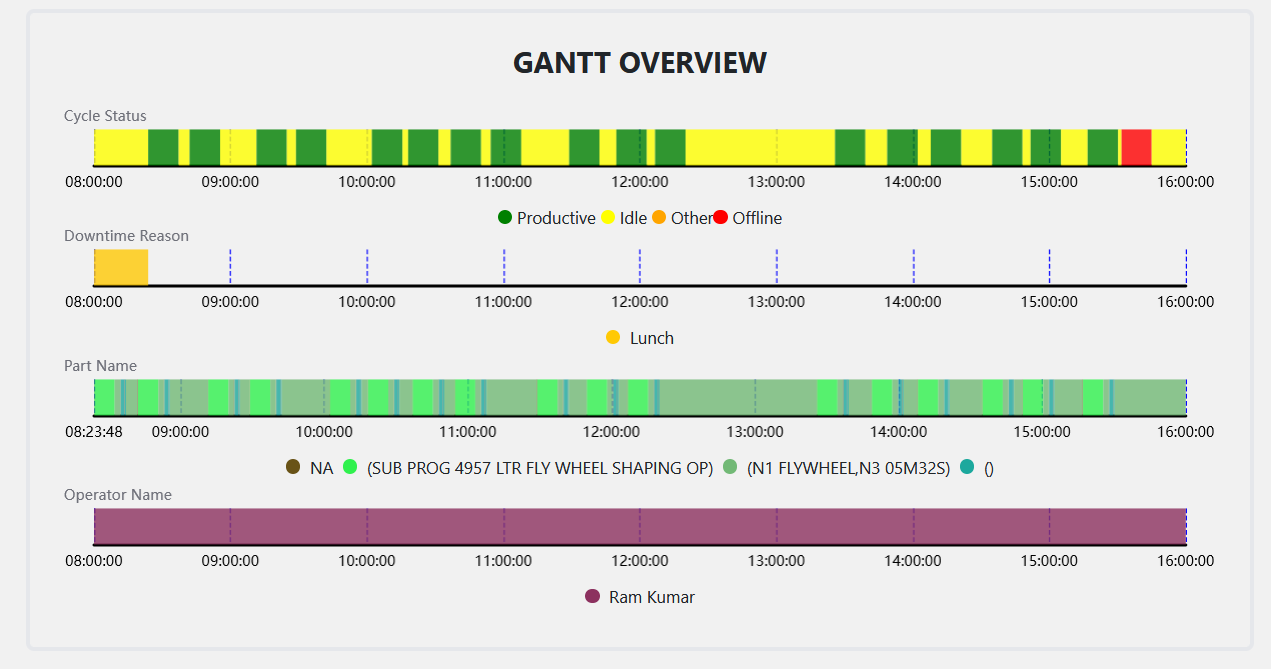 GANTT OVERVIEW
Cycle Status
08:00:00 09:00:00 10:00:00 11:00:00 12:00:00 13:00:00 14:00:00 15:00:00 16:00:00
Productive Idle Other Offline
Downtime Reason
08:00:00 09:00:00 10:00:00 11:00:00 12:00:00 13:00:00 14:00:00 15:00:00 16:00:00
Lunch
Part Name
08:23:48 09:00:00 10:00:00 11:00:00 12:00:00 13:00:00 14:00:00 15:00:00 16:00:00
NA (SUB PROG 4957 LTR FLY WHEEL SHAPING OP) (N1 FLYWHEEL,N3 05M32S) ()
Operator Name
08:00:00 09:00:00 10:00:00 11:00:00 12:00:00 13:00:00 14:00:00 15:00:00 16:00:00
Ram Kumar